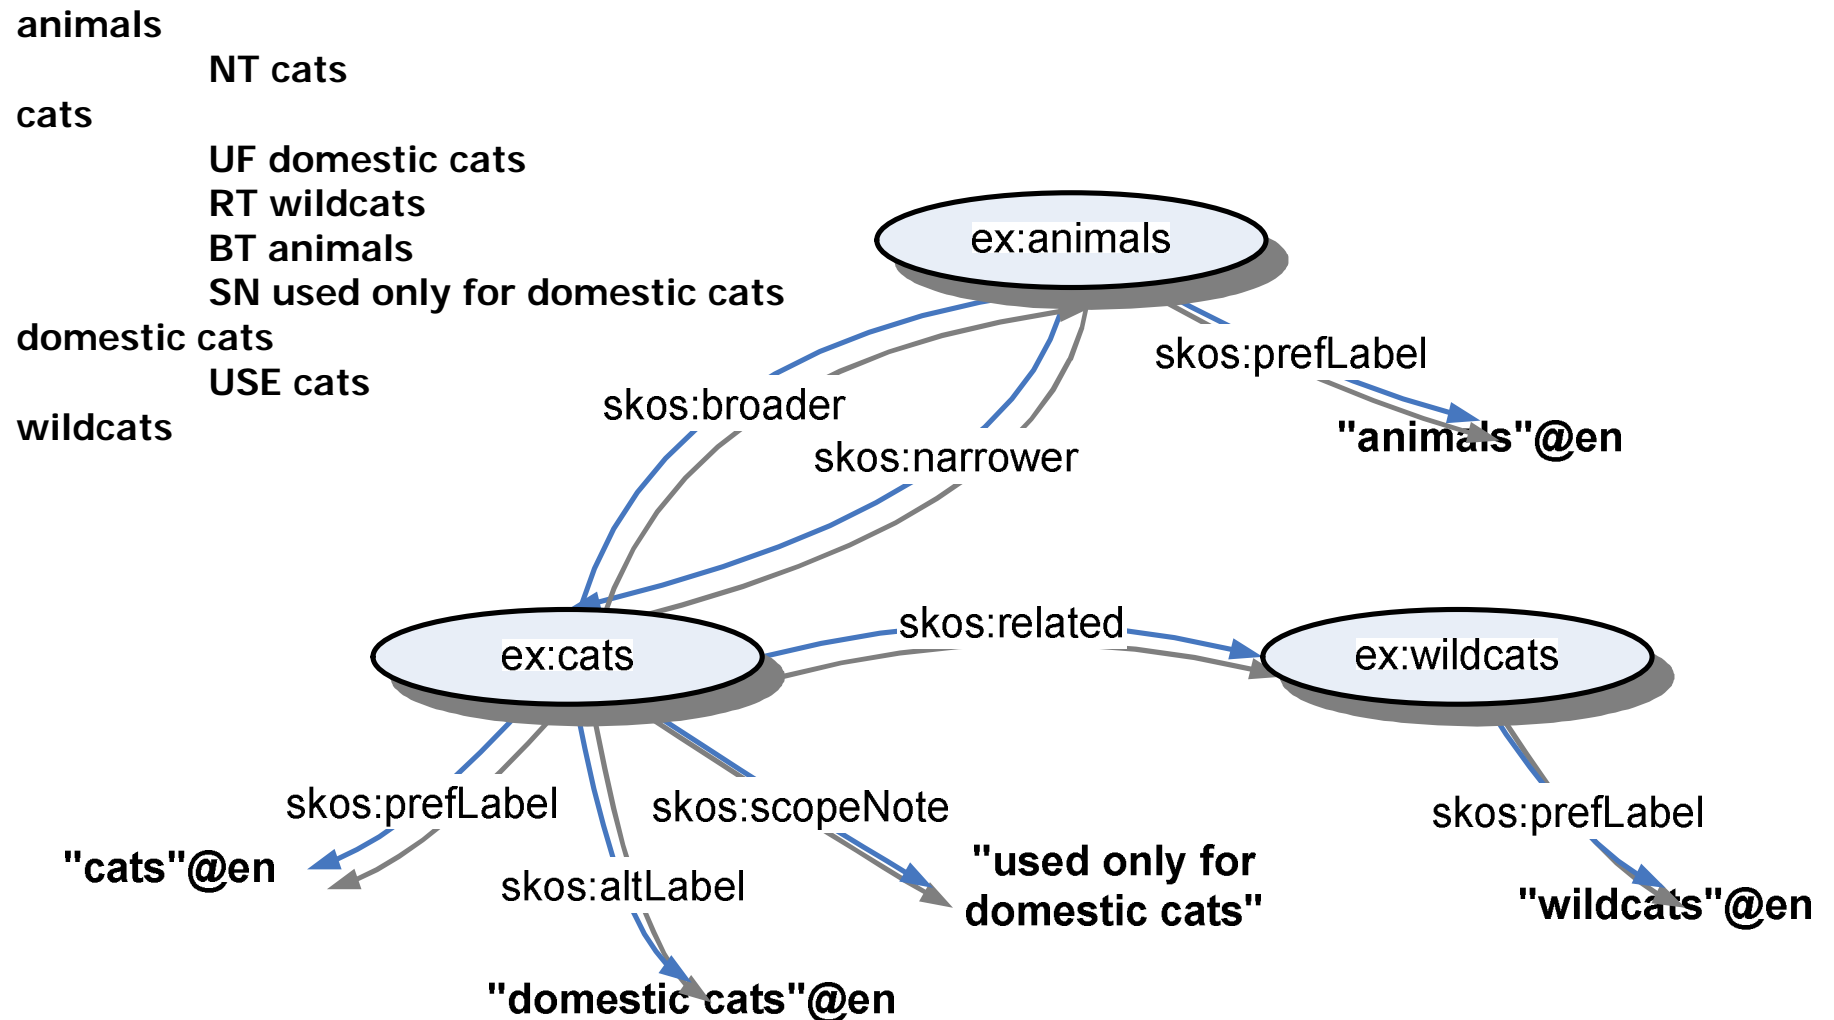 animals
NT cats
cats
UF domestic cats
RT wildcats
BT animals
SN used only for domestic cats
domestic cats
USE cats
wildcats
ex:animals
skos:prefLabel
"animals"@en
skos:broader
skos:narrower
ex:cats
skos:related
ex:wildcats
skos:prefLabel
"cats"@en
skos:altLabel
"domestic cats"@en
skos:scopeNote
"used only for
domestic cats"
skos:prefLabel
"wildcats"@en